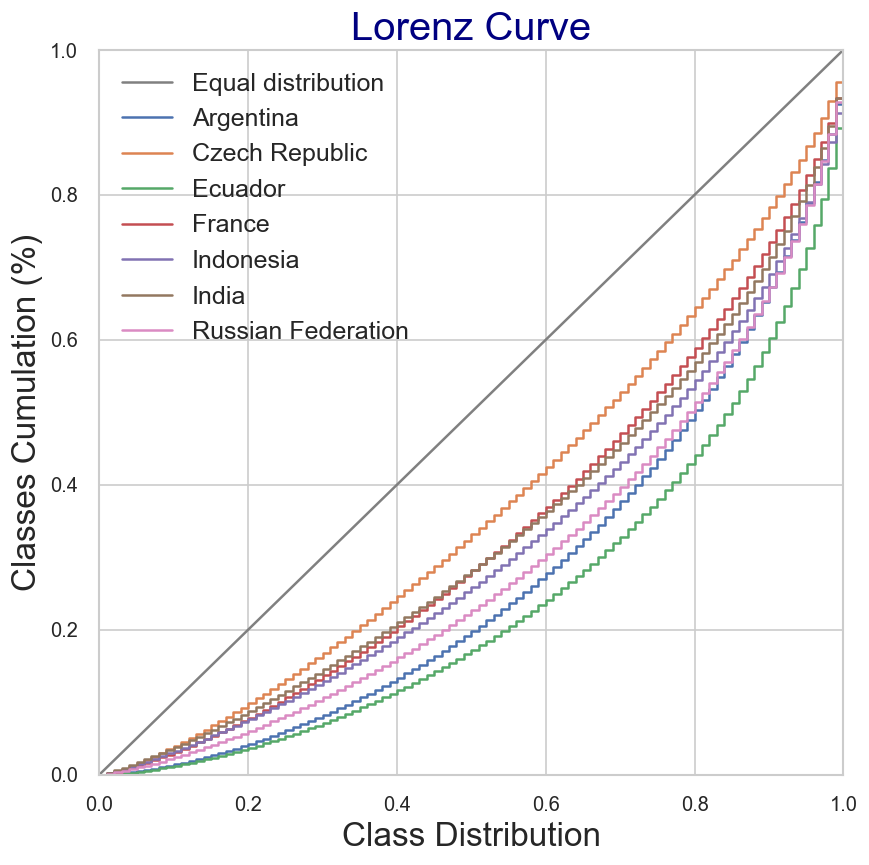 Lorenz Curve
1.0
Equal distribution
Argentina
Czech Republic
Ecuador
France
Indonesia
India
Russian Federation
0.8
0.6
0.4
0.2
0.0
Classes Cumulation (%)
0.0 0.2 0.4 0.6 0.8 1.0
Class Distribution